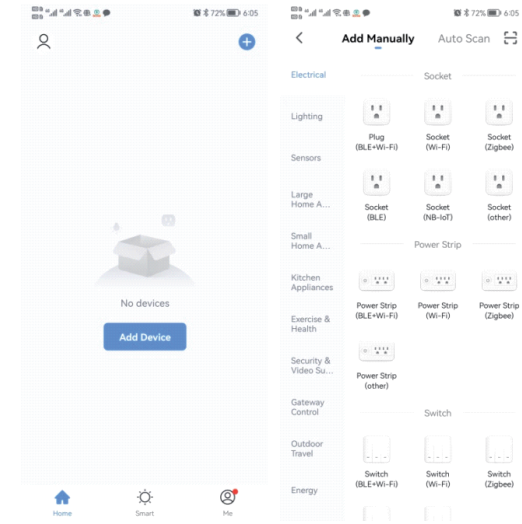 72% 6:05
No devices
Add Device
Home
Smart
Me
72% 6:05
Add Manually
Auto Scan
Electrical
Lighting
Sensors
Large
Home A...
Small
Home A...
Kitchen
Appliances
Exercise &
Health
Security &
Video Su...
Gateway
Control
Outdoor
Travel
Energy
Socket
Plug
(BLE+Wi-Fi)
Socket
(Wi-Fi)
Socket
(Zigbee)
Socket
(BLE)
Socket
(NB-IoT)
Socket
(other)
Power Strip
Power Strip
(BLE+Wi-Fi)
Power Strip
(Wi-Fi)
Power Strip
(Zigbee)
Power Strip
(other)
Switch
Switch
(BLE+Wi-Fi)
Switch
(Wi-Fi)
Switch
(Zigbee)